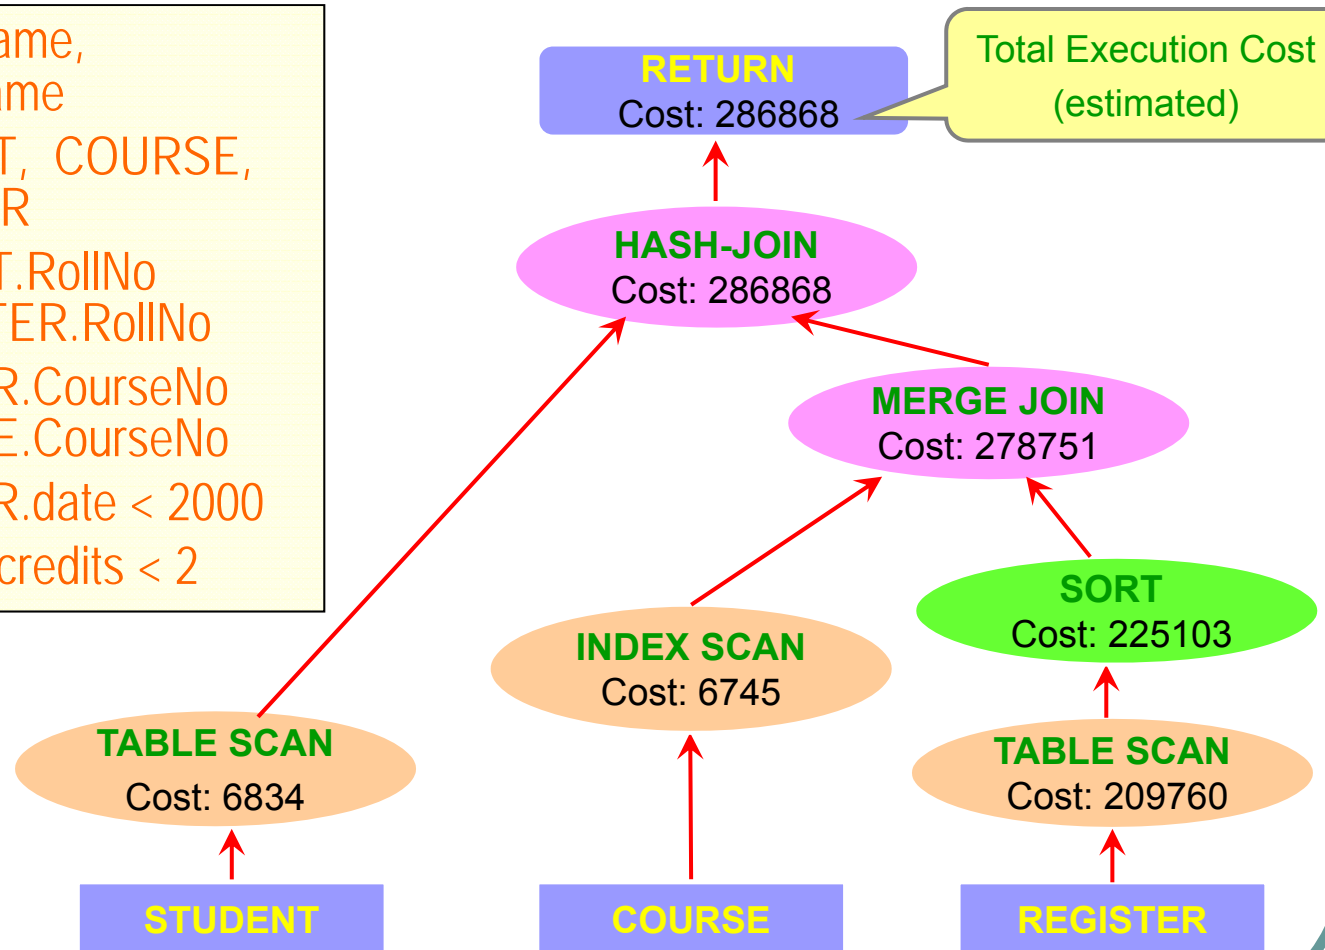 ame,
ame
T, COURSE,
R
T.RollNo
TER.RollNo
R.CourseNo
E.CourseNo
R.date < 2000
credits < 2
Total Execution Cost
(estimated)
RETURN
Cost: 286868
HASH-JOIN
Cost: 286868
MERGE JOIN
Cost: 278751
SORT
Cost: 225103
INDEX SCAN
Cost: 6745
TABLE SCAN
Cost: 6834
TABLE SCAN
Cost: 209760
STUDENT
COURSE
REGISTER